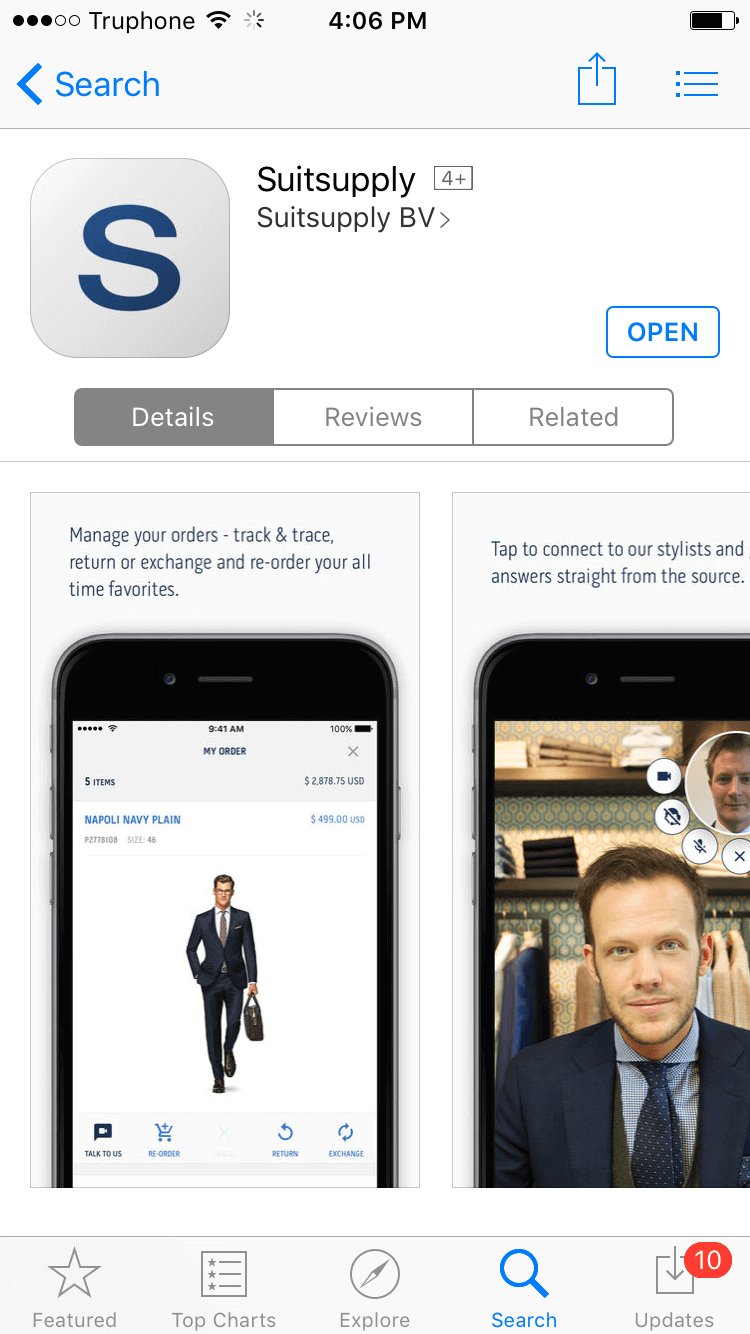 Truphone 4:06 PM
Search
Suitsupply 4+
Suitsupply BV
S
OPEN
Details Reviews Related
Manage your orders - track & trace,
return or exchange and re-order your all
time favorites.
9:41 AM 100%
MY ORDER
5 ITEMS $ 2,878.75 USD
NAPOLI NAVY PLAIN $ 499.00 USD
P2778108 SIZE: 46
TALK TO US RE-ORDER CANCEL RETURN EXCHANGE
Tap to connect to our stylists and
answers straight from the source.
Featured Top Charts Explore Search Updates
10